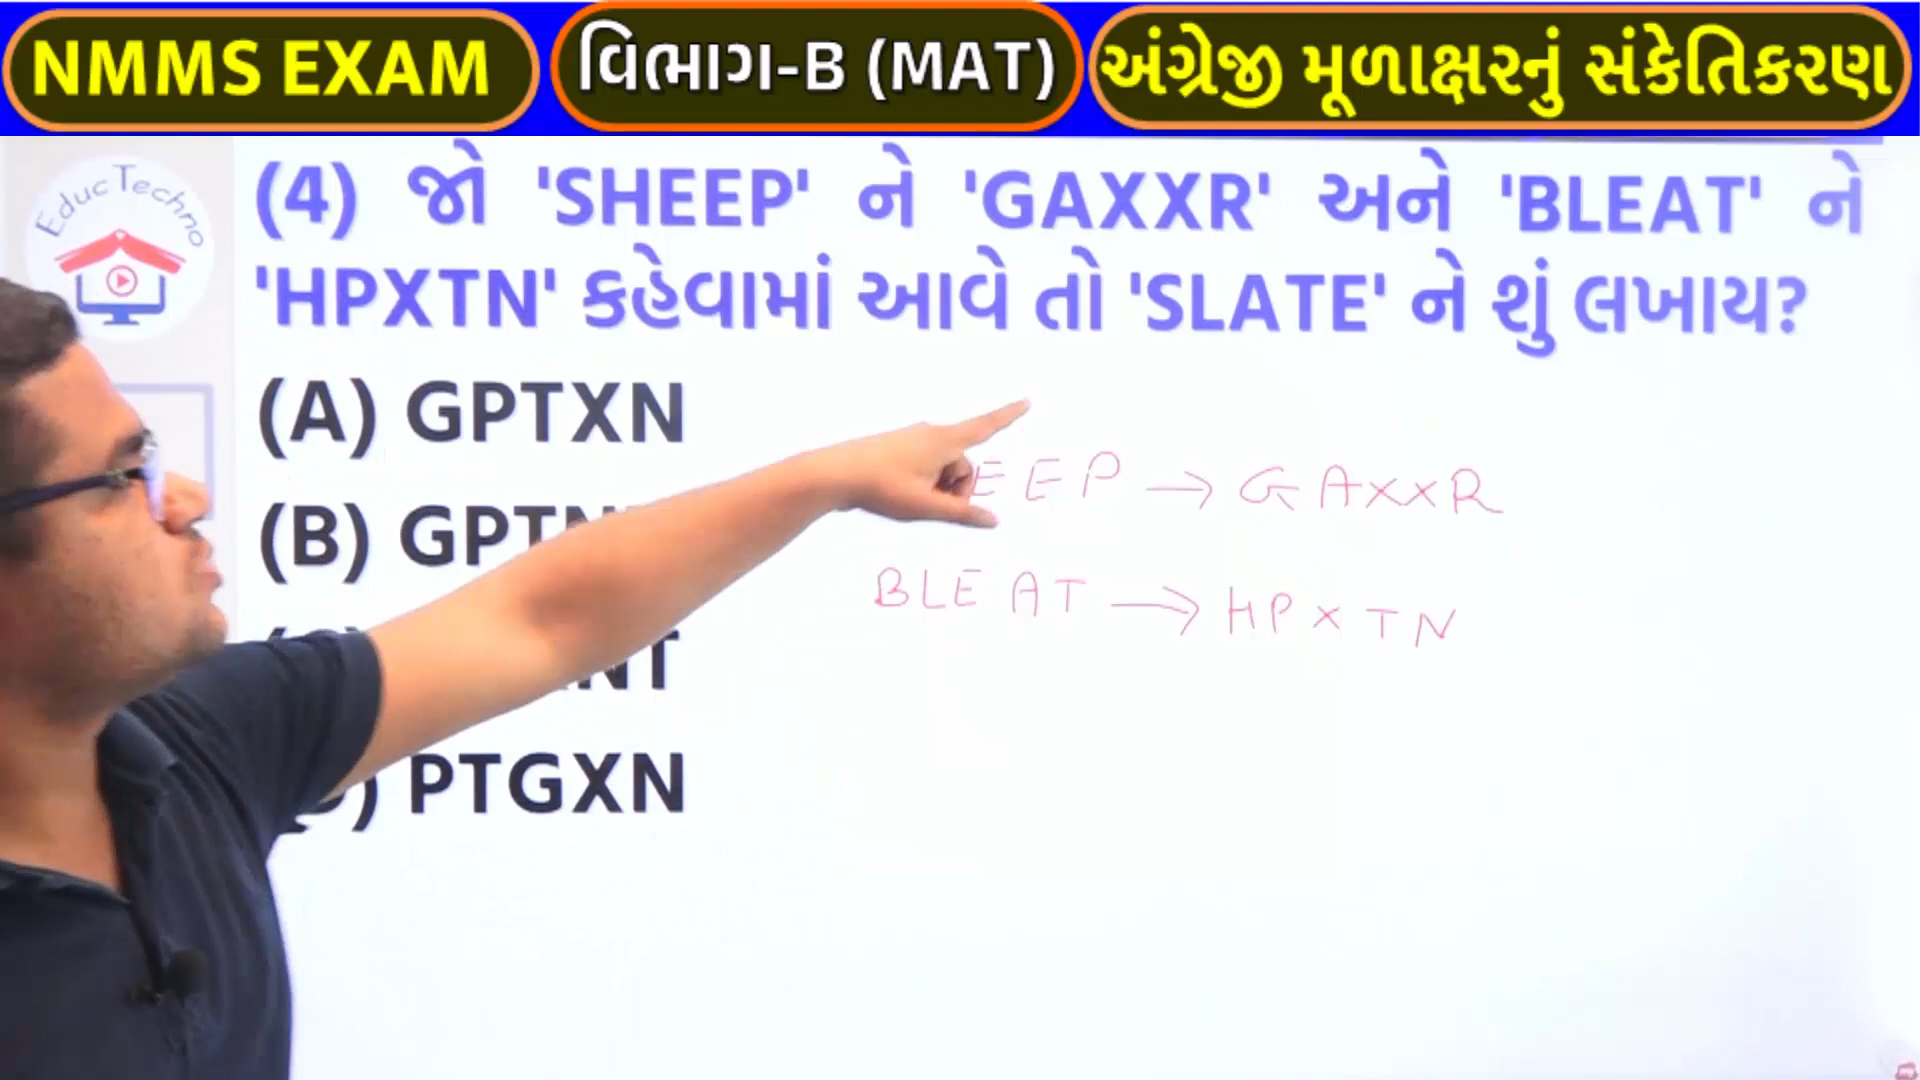 NMMS EXAM
વિભાગ-B (MAT)
અંગ્રેજી મૂળાક્ષરનું સંકેતિકરણ
EducTechno
(4) જો 'SHEEP' ને 'GAXXR' અને 'BLEAT' ને
'HPXTN' કહેવામાં આવે તો 'SLATE' ને શું લખાય?
(A) GPTXN
EEP → GAXXR
(B)
BLEAT → HPXTN
PTGXN